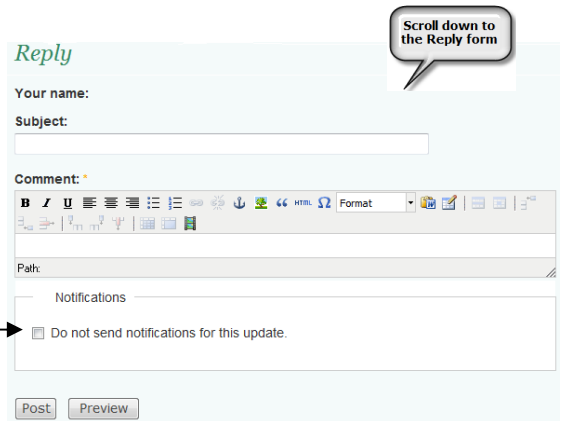 Scroll down to
the Reply form
Reply
Your name:
Subject:
Comment: *
B I U HTML Ω Format
Path:
Notifications
Do not send notifications for this update.
Post Preview